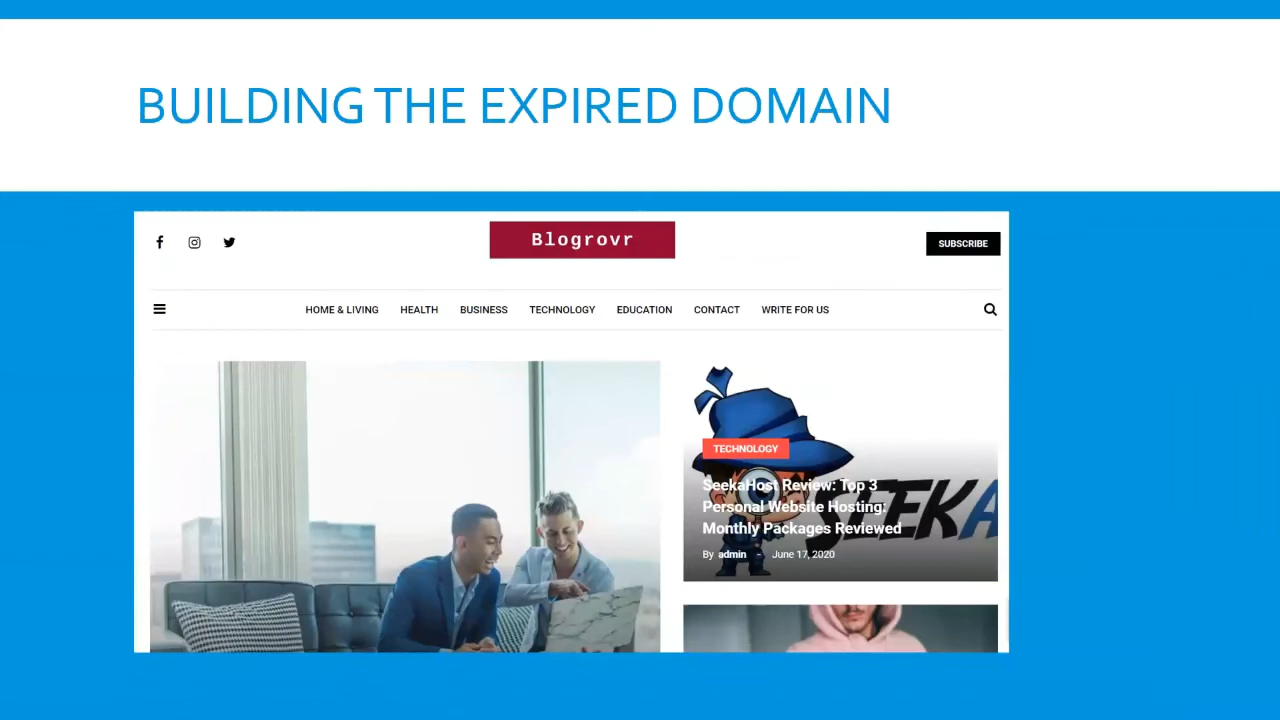 BUILDING THE EXPIRED DOMAIN
Blogrovr
SUBSCRIBE
HOME & LIVING HEALTH BUSINESS TECHNOLOGY EDUCATION CONTACT WRITE FOR US
TECHNOLOGY
SeekaHost Review: Top 3
Personal Website Hosting:
Monthly Packages Reviewed
By admin - June 17, 2020
SEEKA